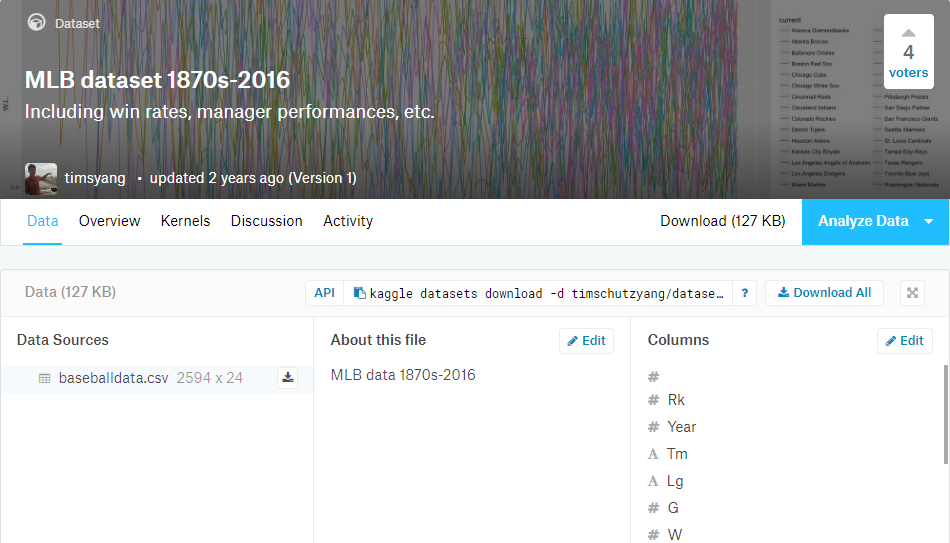 Dataset
MLB dataset 1870s-2016
Including win rates, manager performances, etc.
timsyang • updated 2 years ago (Version 1)
current
Arizona Diamondbacks
Atlanta Braves
Baltimore Orioles
Boston Red Sox
Chicago Cubs
Chicago White Sox
Cincinnati Reds
Cleveland Indians
Colorado Rockies
Detroit Tigers
Houston Astros
Kansas City Royals
Los Angeles Angels of Anaheim
Los Angeles Dodgers
Miami Marlins
Pittsburgh Pirates
San Diego Padres
San Francisco Giants
Seattle Mariners
St. Louis Cardinals
Tampa Bay Rays
Texas Rangers
Toronto Blue Jays
Washington Nationals
4
voters
Data Overview Kernels Discussion Activity Download (127 KB) Analyze Data
Data (127 KB) API kaggle datasets download -d timschutzyang/datase… ? Download All
Data Sources
baseballdata.csv 2594 x 24
About this file Edit
MLB data 1870s-2016
Columns Edit
#
# Rk
# Year
A Tm
A Lg
# G
# W